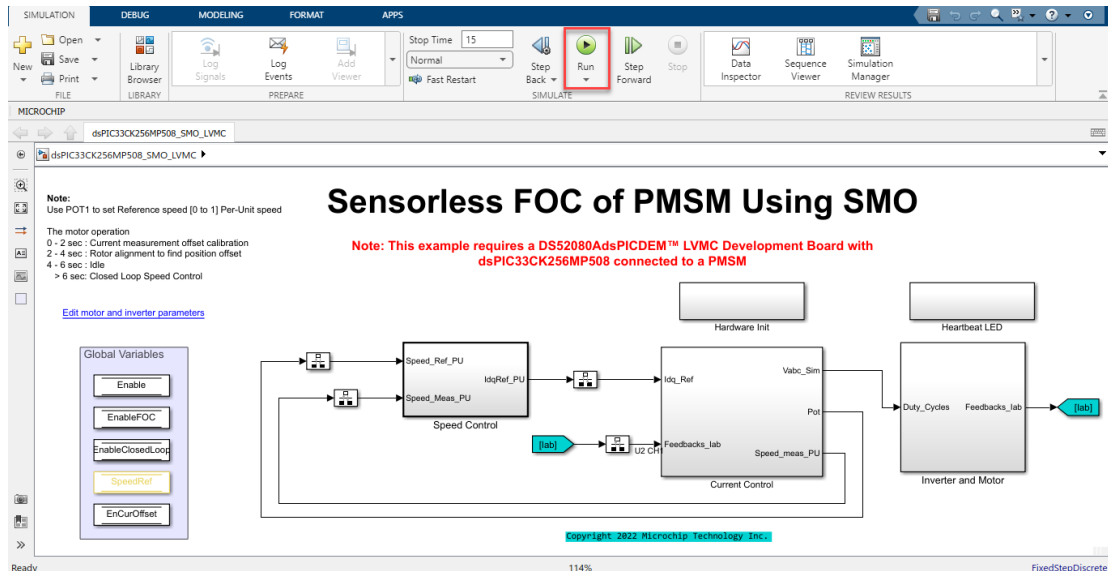 SIMULATION DEBUG MODELING FORMAT APPS
New
Open
Save
Print
FILE
Library
Browser
LIBRARY
Log
Signals
Log
Events
Add
Viewer
PREPARE
Stop Time 15
Normal
Fast Restart
Step
Back
Run
Step
Forward
Stop
SIMULATE
Data
Inspector
Sequence
Viewer
Simulation
Manager
REVIEW RESULTS
MICROCHIP
dsPIC33CK256MP508_SMO_LVMC
dsPIC33CK256MP508_SMO_LVMC
Sensorless FOC of PMSM Using SMO
Note:
Use POT1 to set Reference speed [0 to 1] Per-Unit speed
The motor operation
0 - 2 sec : Current measurement offset calibration
2 - 4 sec : Rotor alignment to find position offset
4 - 6 sec : Idle
> 6 sec: Closed Loop Speed Control
Note: This example requires a DS52080AdsPICDEM™ LVMC Development Board with
dsPIC33CK256MP508 connected to a PMSM
Edit motor and inverter parameters
Hardware Init
Heartbeat LED
Global Variables
Enable
EnableFOC
EnableClosedLoop
SpeedRef
EnCurOffset
Speed_Ref_PU
IdqRef_PU
Speed_Meas_PU
Speed Control
[Iab]
U2 CH1
Idq_Ref
Vabc_Sim
Pot
Feedbacks_Iab
Speed_meas_PU
Current Control
Duty_Cycles
Feedbacks_Iab
Inverter and Motor
[Iab]
Copyright 2022 Microchip Technology Inc.
Ready
114%
FixedStepDiscrete